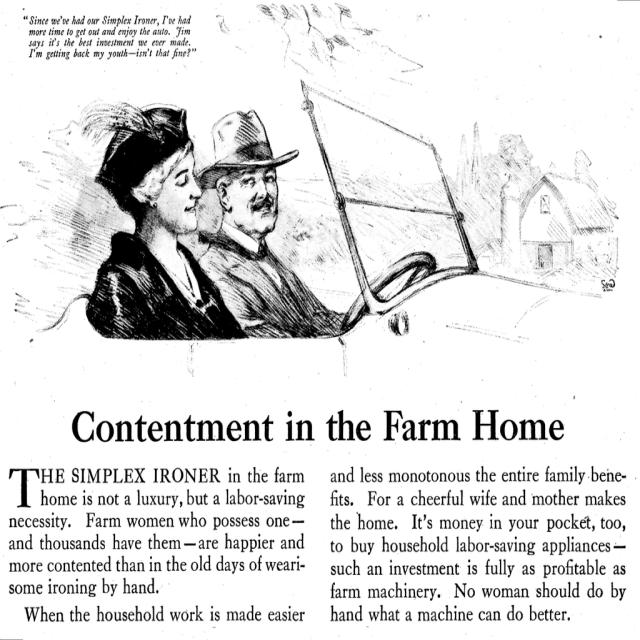 "Since we've had our Simplex Ironer, I've had
more time to get out and enjoy the auto. Jim
says it's the best investment we ever made.
I'm getting back my youth—isn't that fine?"
Contentment in the Farm Home
THE SIMPLEX IRONER in the farm
home is not a luxury, but a labor-saving
necessity. Farm women who possess one—
and thousands have them—are happier and
more contented than in the old days of weari-
some ironing by hand.
When the household work is made easier
and less monotonous the entire family bene-
fits. For a cheerful wife and mother makes
the home. It's money in your pocket, too,
to buy household labor-saving appliances—
such an investment is fully as profitable as
farm machinery. No woman should do by
hand what a machine can do better.